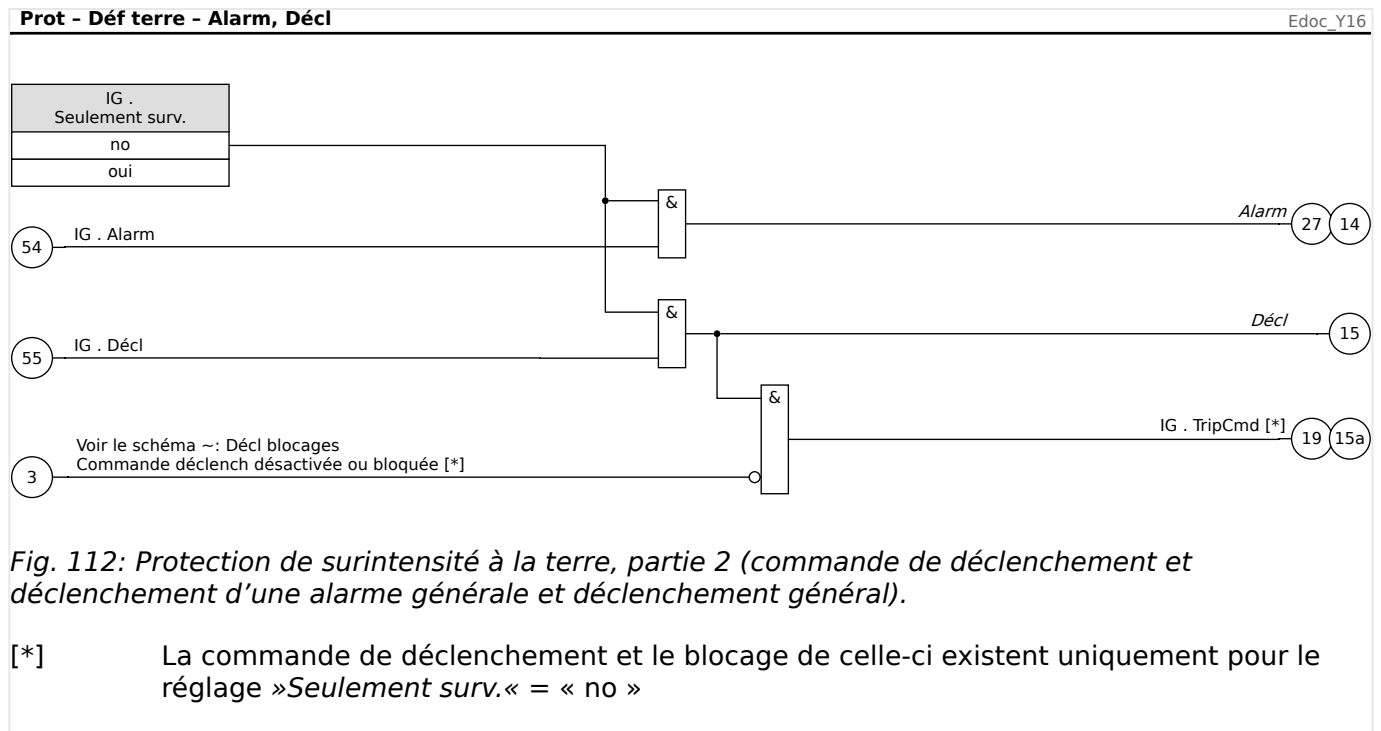 Prot – Déf terre – Alarm, Décl
Edoc_Y16
IG .
Seulement surv.
no
oui
&
Alarm
27 14
54
IG . Alarm
&
Décl
15
55
IG . Décl
&
IG . TripCmd [*]
19 15a
Voir le schéma ~: Décl blocages
Commande déclench désactivée ou bloquée [*]
3
Fig. 112: Protection de surintensité à la terre, partie 2 (commande de déclenchement et
déclenchement d’une alarme générale et déclenchement général).
[*] La commande de déclenchement et le blocage de celle-ci existent uniquement pour le
réglage »Seulement surv.« = « no »